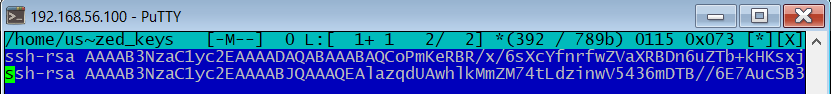 192.168.56.100 - PuTTY
/home/us~zed_keys [-M--] 0 L:[ 1+ 1 2/ 2] *(392 / 789b) 0115 0x073 [*][X]
ssh-rsa AAAAB3NzaC1yc2EAAAADAQABAAABAQCoPmKeRBR/x/6sXcYfnrfwZVaXRBDn6uZTb+kHKsxj
ssh-rsa AAAAB3NzaC1yc2EAAAABJQAAAQEAlazqdUAwhlkMmZM74tLdzinwV5436mDTB//6E7AucSB3